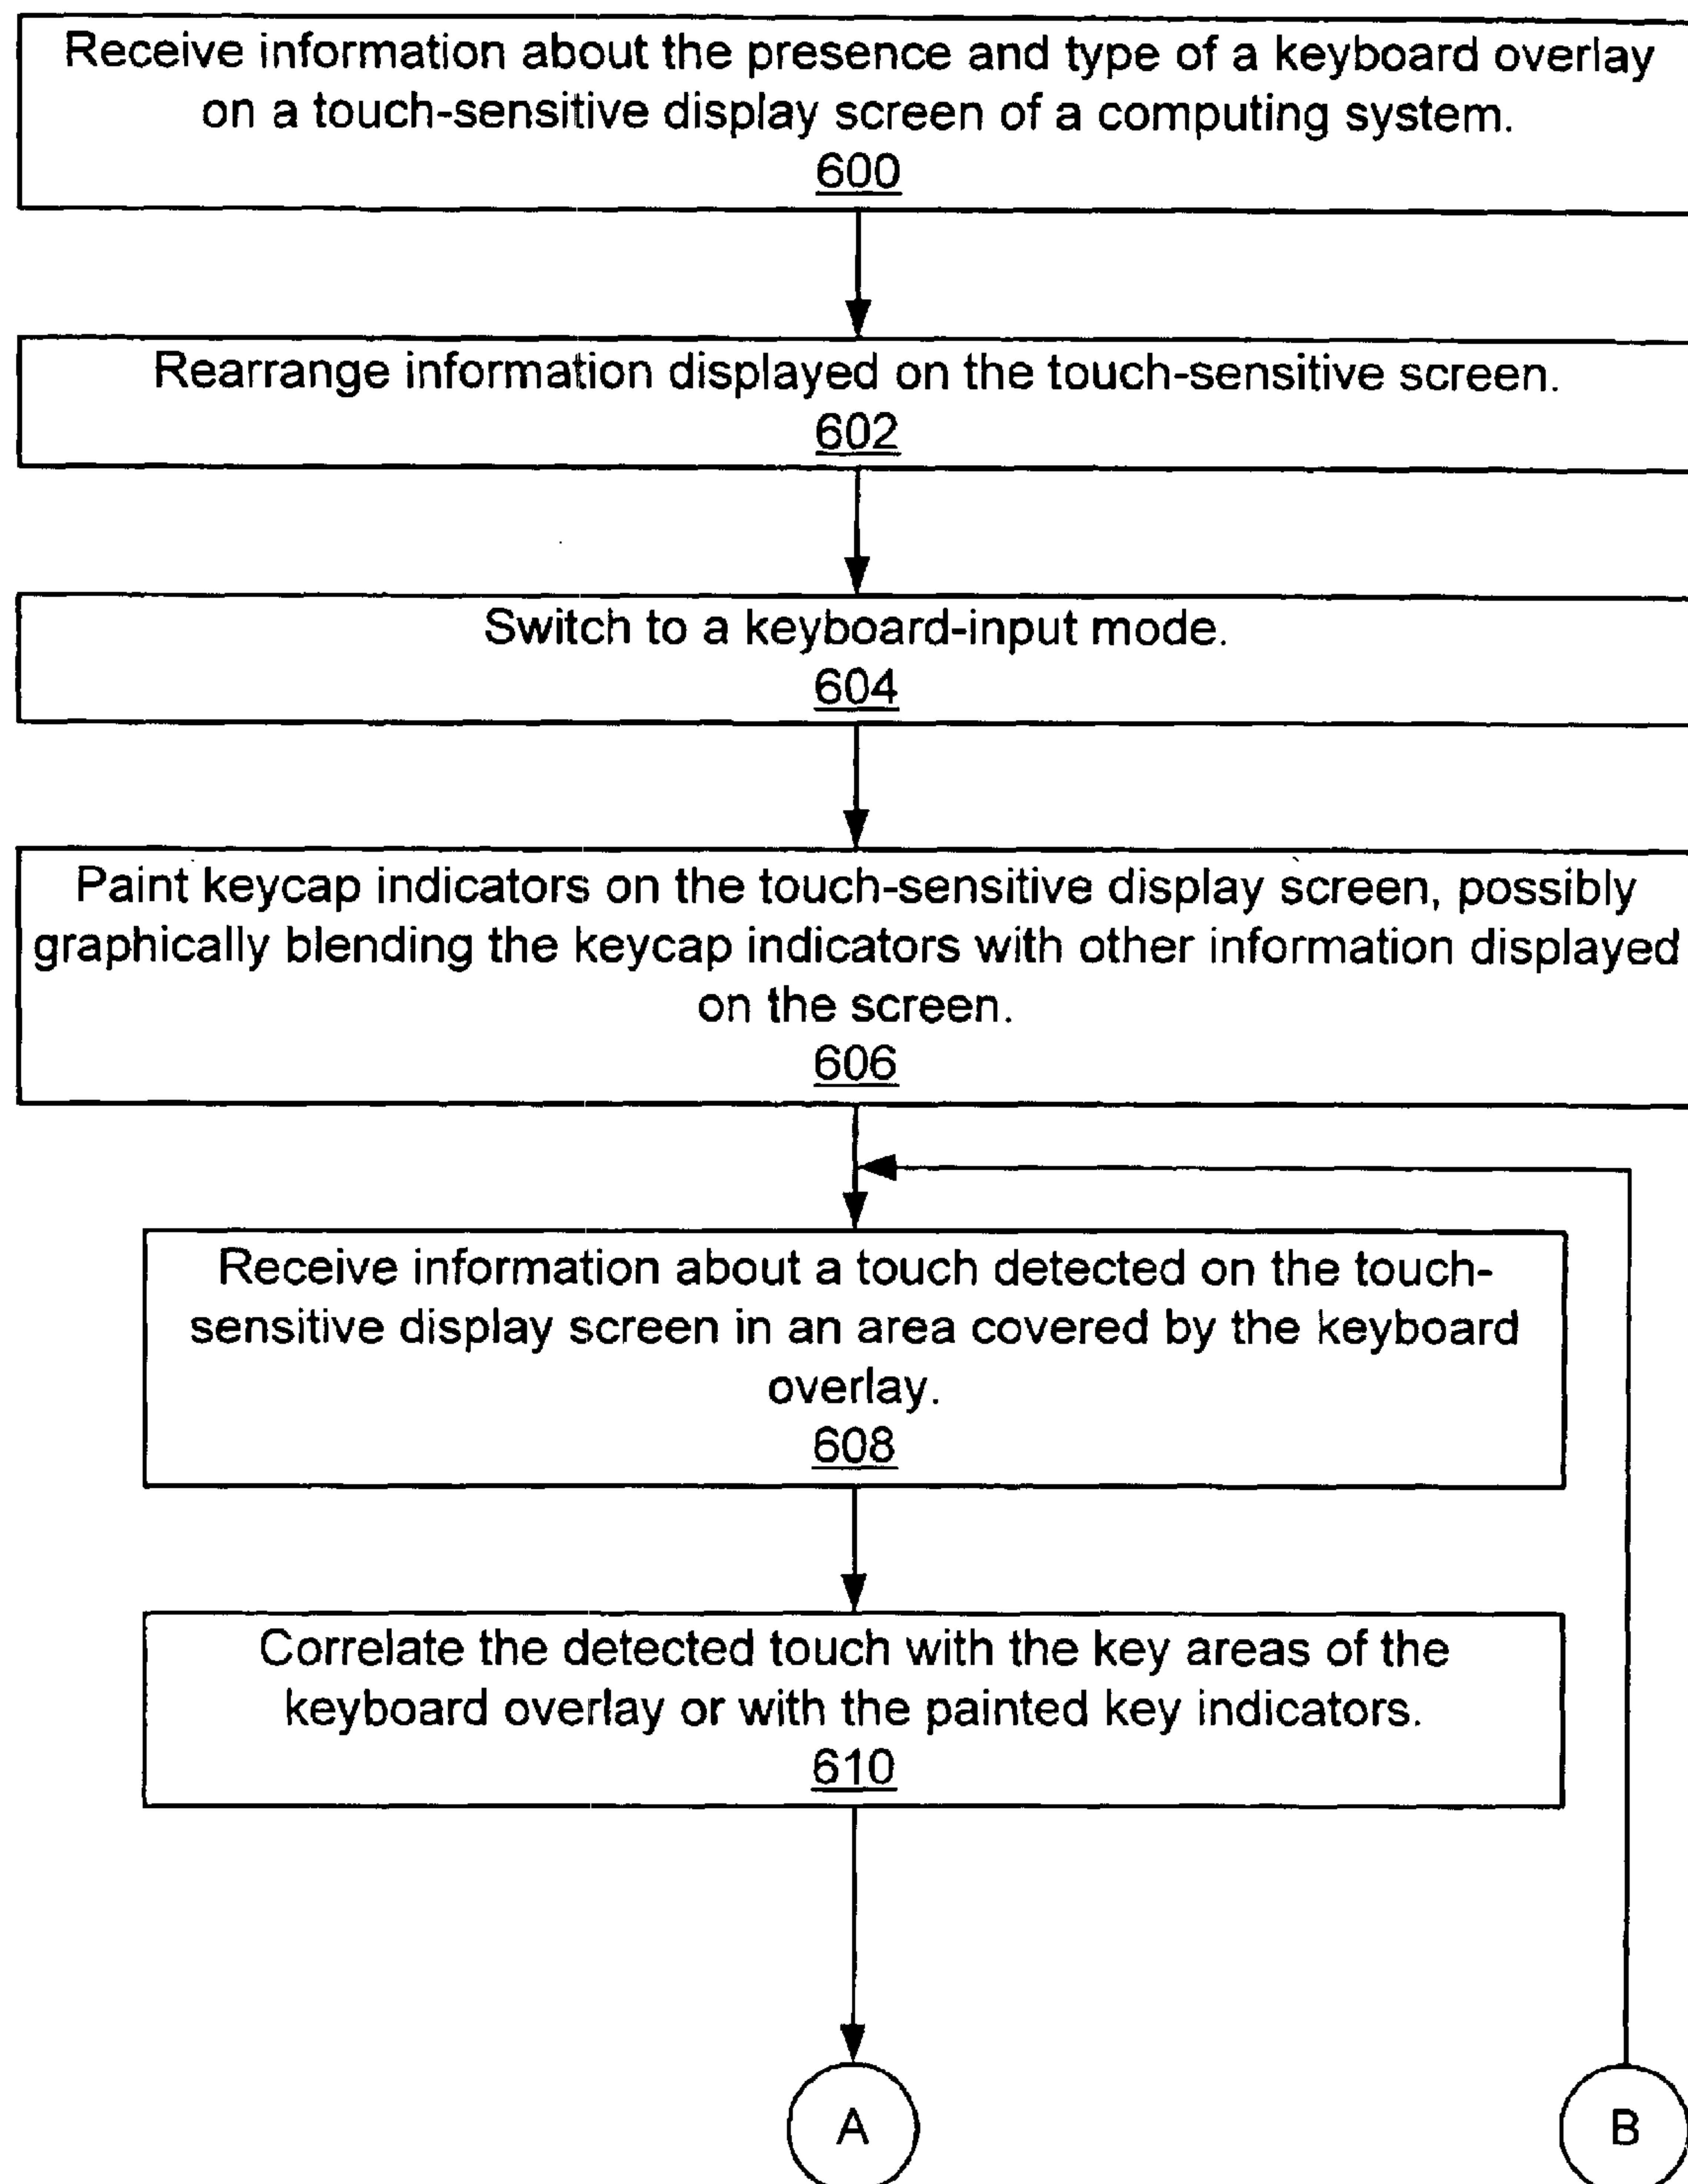 Receive information about the presence and type of a keyboard overlay
on a touch-sensitive display screen of a computing system.
600
Rearrange information displayed on the touch-sensitive screen.
602
Switch to a keyboard-input mode.
604
Paint keycap indicators on the touch-sensitive display screen, possibly
graphically blending the keycap indicators with other information displayed
on the screen.
606
Receive information about a touch detected on the touch-
sensitive display screen in an area covered by the keyboard
overlay.
608
Correlate the detected touch with the key areas of the
keyboard overlay or with the painted key indicators.
610
A
B